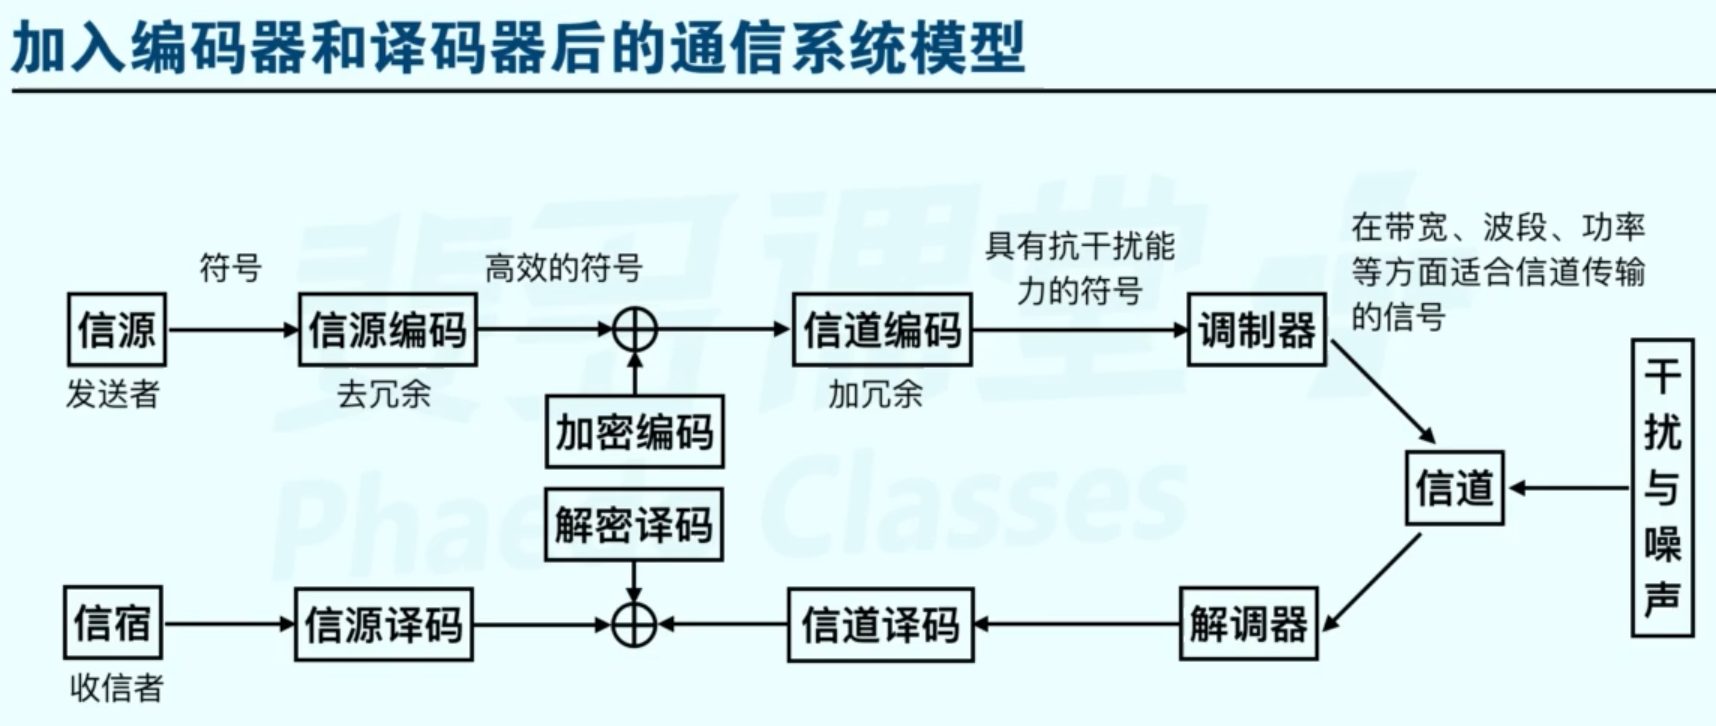 加入编码器和译码器后的通信系统模型
符号
高效的符号
具有抗干扰能
力的符号
在带宽、波段、功率
等方面适合信道传输
的信号
信源
信源编码
信道编码
调制器
发送者
去冗余
加冗余
加密编码
干扰与噪声
信道
解密译码
信宿
信源译码
信道译码
解调器
收信者
Classes